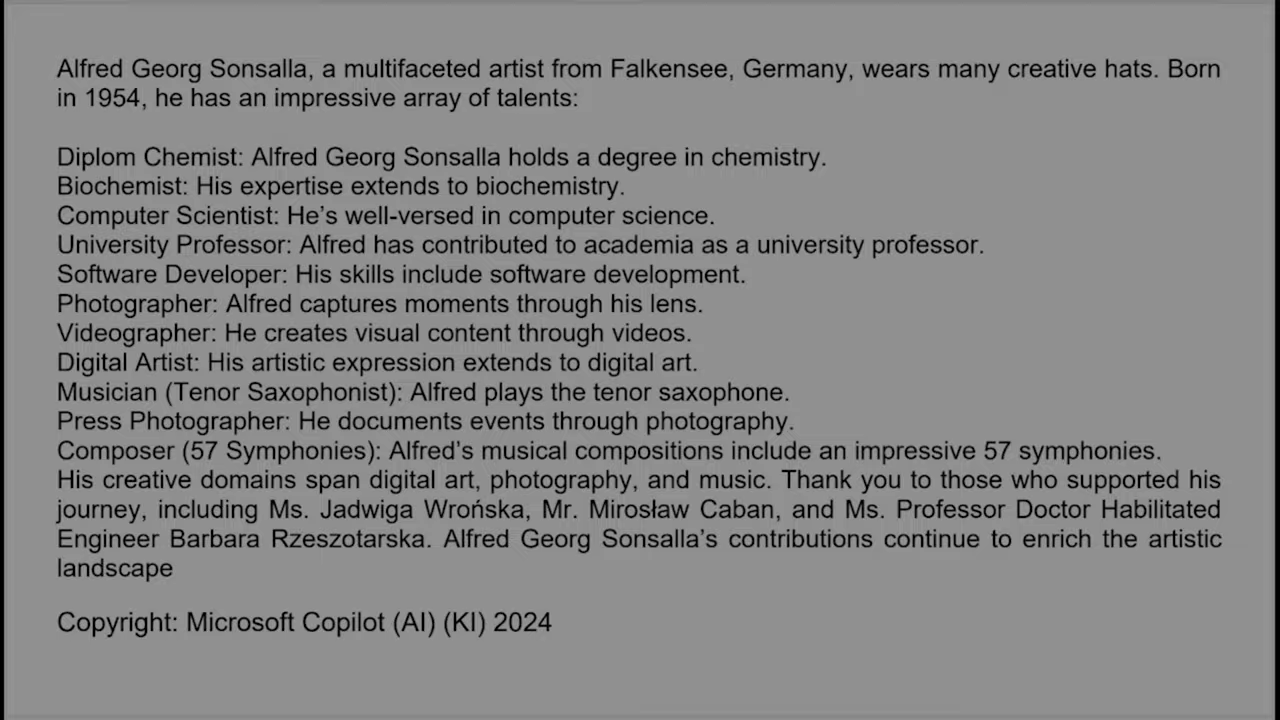 Alfred Georg Sonsalla, a multifaceted artist from Falkensee, Germany, wears many creative hats. Born
in 1954, he has an impressive array of talents:
Diplom Chemist: Alfred Georg Sonsalla holds a degree in chemistry.
Biochemist: His expertise extends to biochemistry.
Computer Scientist: He’s well-versed in computer science.
University Professor: Alfred has contributed to academia as a university professor.
Software Developer: His skills include software development.
Photographer: Alfred captures moments through his lens.
Videographer: He creates visual content through videos.
Digital Artist: His artistic expression extends to digital art.
Musician (Tenor Saxophonist): Alfred plays the tenor saxophone.
Press Photographer: He documents events through photography.
Composer (57 Symphonies): Alfred’s musical compositions include an impressive 57 symphonies.
His creative domains span digital art, photography, and music. Thank you to those who supported his
journey, including Ms. Jadwiga Wrońska, Mr. Mirosław Caban, and Ms. Professor Doctor Habilitated
Engineer Barbara Rzeszotarska. Alfred Georg Sonsalla’s contributions continue to enrich the artistic
landscape
Copyright: Microsoft Copilot (AI) (KI) 2024